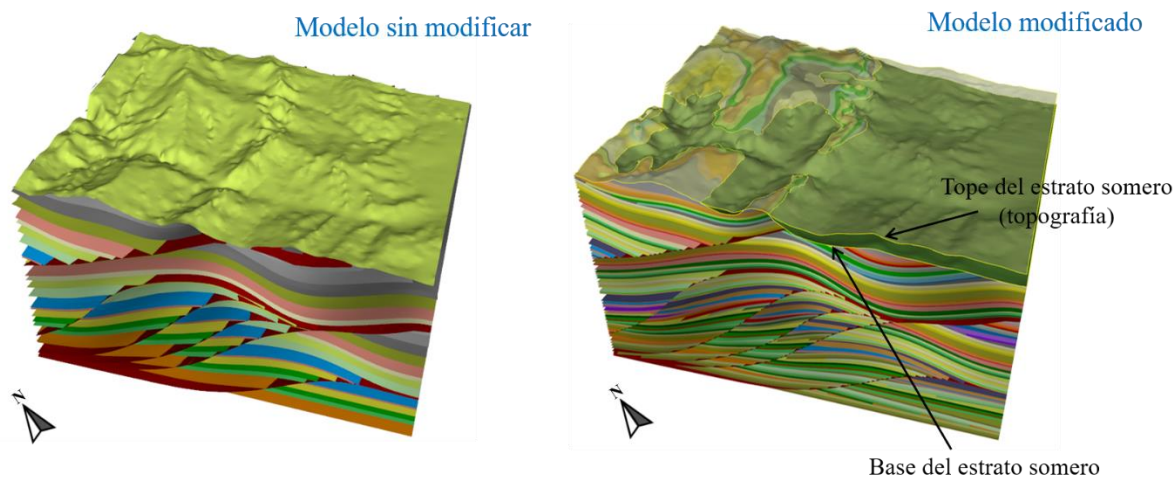 Modelo sin modificar
Modelo modificado
Tope del estrato somero
(topografía)
N
N
Base del estrato somero